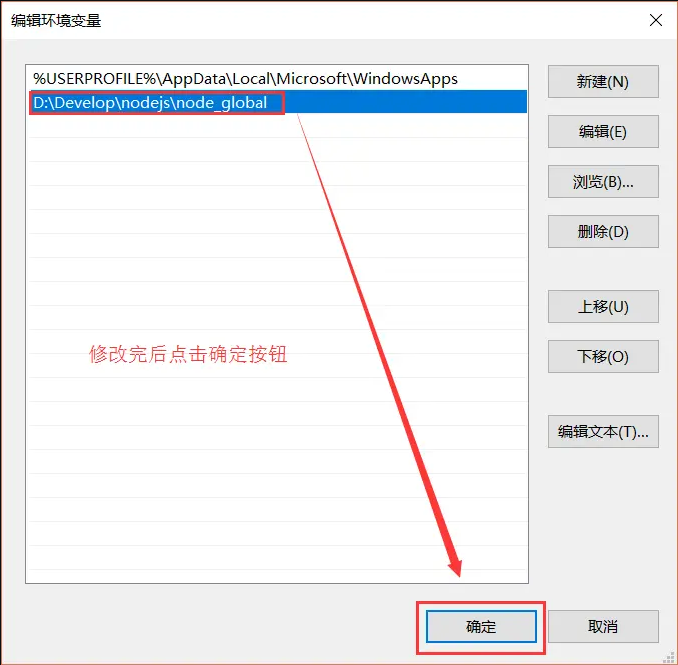 编辑环境变量
%USERPROFILE%\AppData\Local\Microsoft\WindowsApps
D:\Develop\nodejs\node_global
新建(N)
编辑(E)
浏览(B)...
删除(D)
上移(U)
修改完后点击确定按钮
下移(O)
编辑文本(T)...
确定
取消